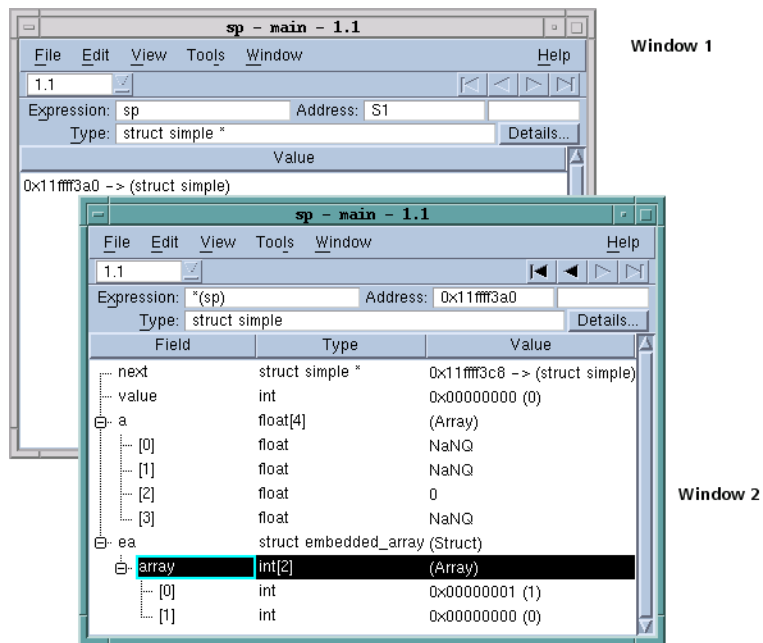 sp - main - 1.1
Window 1
File Edit View Tools Window Help
1.1
Expression: sp Address: S1
Type: struct simple * Details...
Value
0x11ffff3a0 -> (struct simple)
sp - main - 1.1
File Edit View Tools Window Help
1.1
Expression: *(sp) Address: 0x11ffff3a0
Type: struct simple Details...
Field Type Value
next struct simple * 0x11ffff3c8 -> (struct simple)
value int 0x00000000 (0)
a float[4] (Array)
[0] float NaNQ
[1] float NaNQ
[2] float 0
Window 2
[3] float NaNQ
ea struct embedded_array (Struct)
array int[2] (Array)
[0] int 0x00000001 (1)
[1] int 0x00000000 (0)